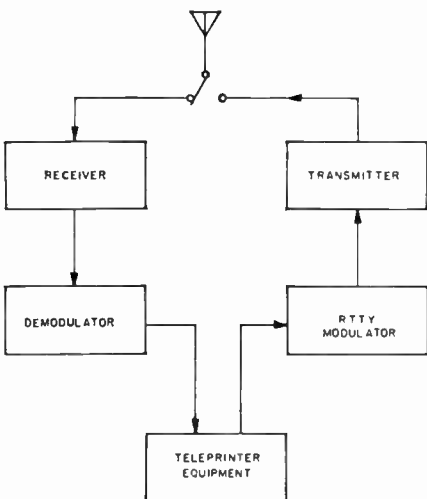 RECEIVER
TRANSMITTER
DEMODULATOR
RTTY
MODULATOR
TELEPRINTER
EQUIPMENT